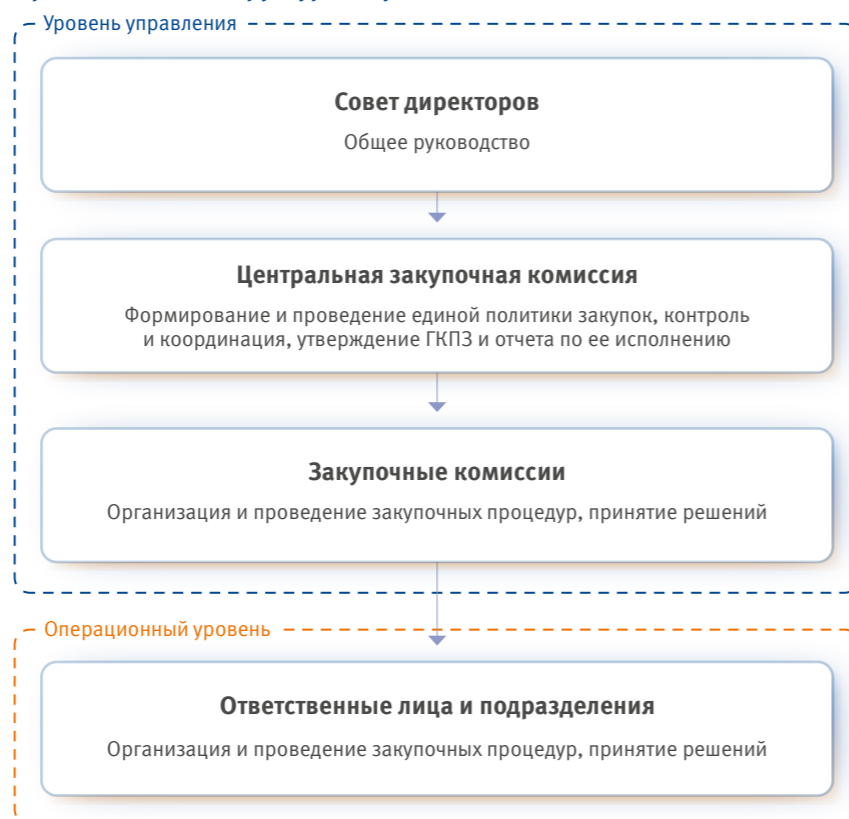 Уровень управления
Совет директоров
Общее руководство
Центральная закупочная комиссия
Формирование и проведение единой политики закупок, контроль
и координация, утверждение ГКПЗ и отчета по ее исполнению
Закупочные комиссии
Организация и проведение закупочных процедур, принятие решений
Операционный уровень
Ответственные лица и подразделения
Организация и проведение закупочных процедур, принятие решений